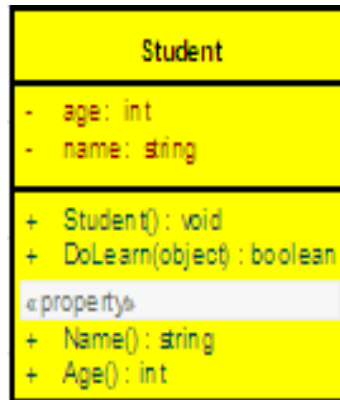 Student
- age: int
- name: string
+ Student() : void
+ DoLearn(object) : boolean
«property»
+ Name() : string
+ Age() : int